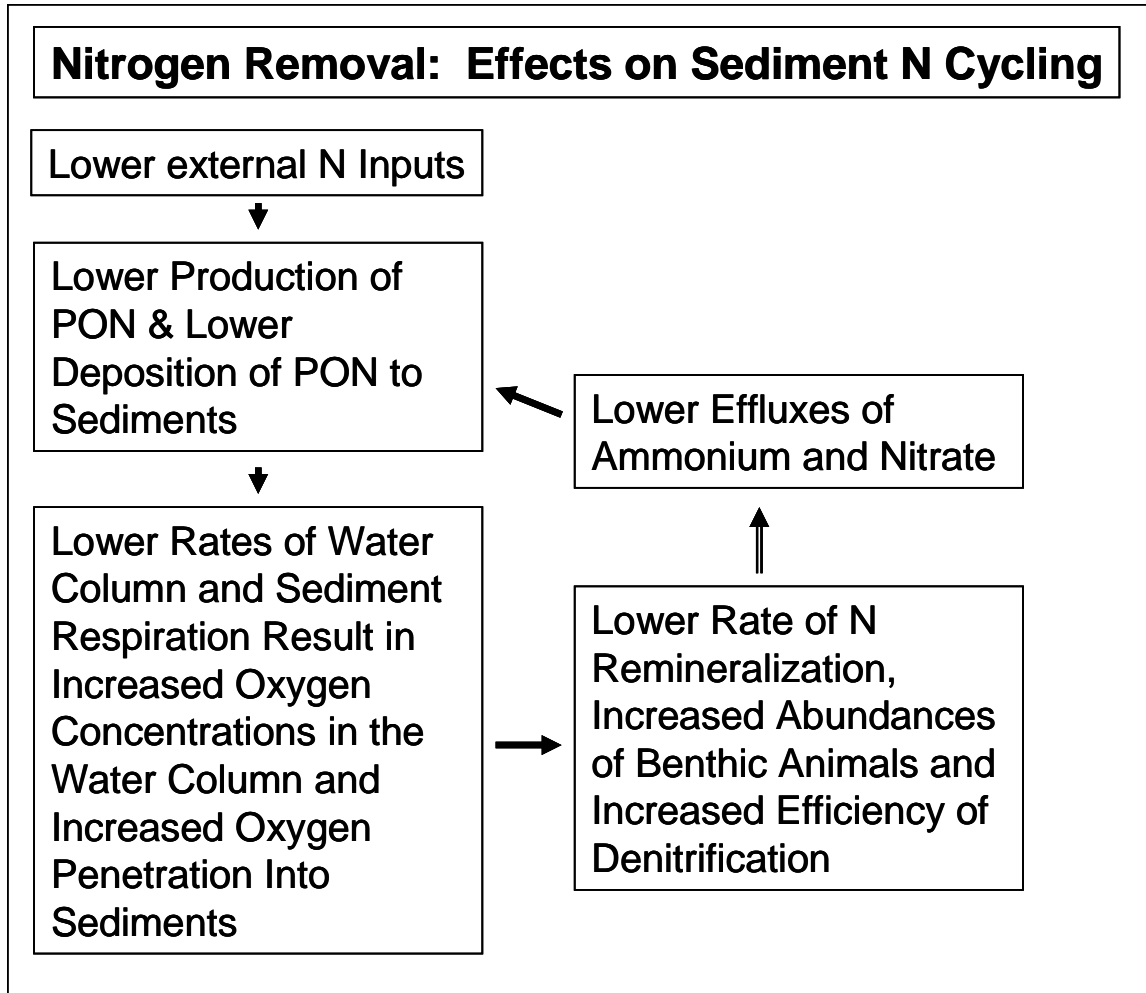 Nitrogen Removal: Effects on Sediment N Cycling
Lower external N Inputs
Lower Production of
PON & Lower
Deposition of PON to
Sediments
Lower Rates of Water
Column and Sediment
Respiration Result in
Increased Oxygen
Concentrations in the
Water Column and
Increased Oxygen
Penetration Into
Sediments
Lower Rate of N
Remineralization,
Increased Abundances
of Benthic Animals and
Increased Efficiency of
Denitrification
Lower Effluxes of
Ammonium and Nitrate